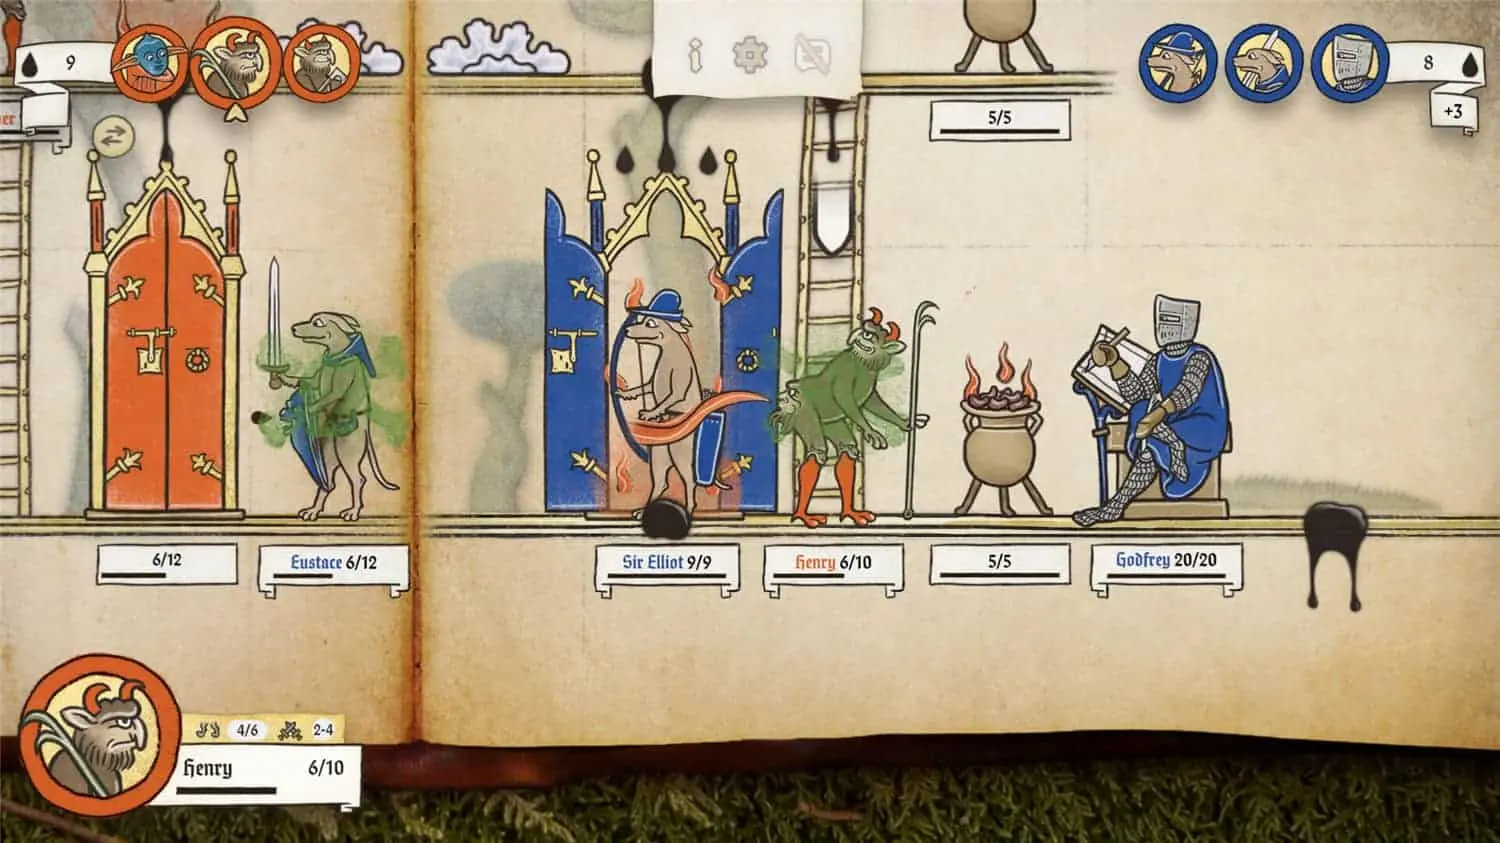 9
8
+3
er
5/5
6/12
Eustace 6/12
Sir Elliot 9/9
Henry 6/10
5/5
Godfrey 20/20
4/6
2-4
Henry
6/10